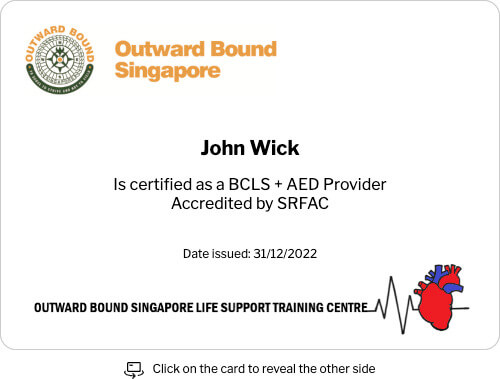 OUTWARD BOUND
Outward Bound
Singapore
John Wick
Is certified as a BCLS + AED Provider
Accredited by SRFAC
Date issued: 31/12/2022
OUTWARD BOUND SINGAPORE LIFE SUPPORT TRAINING CENTRE
Click on the card to reveal the other side